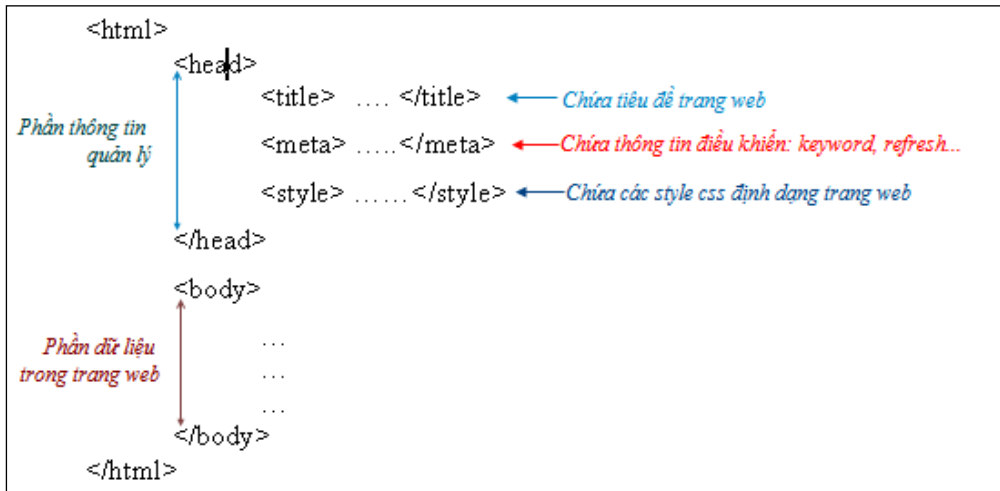 <html>
<head>
<title> .... </title> Chứa tiêu đề trang web
Phần thông tin
quản lý
<meta> .....</meta> Chứa thông tin điều khiển: keyword, refresh...
<style> ......</style> Chứa các style css định dạng trang web
</head>
<body>
Phần dữ liệu
trong trang web
...
...
...
</body>
</html>